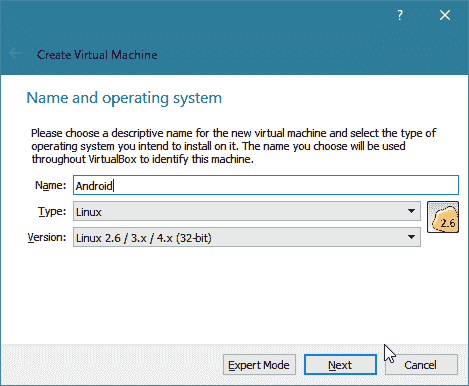 ?
Create Virtual Machine
Name and operating system
Please choose a descriptive name for the new virtual machine and select the type of
operating system you intend to install on it. The name you choose will be used
throughout VirtualBox to identify this machine.
Name: Android
Type: Linux
2.6
Version: Linux 2.6 / 3.x / 4.x (32-bit)
Expert Mode Next Cancel